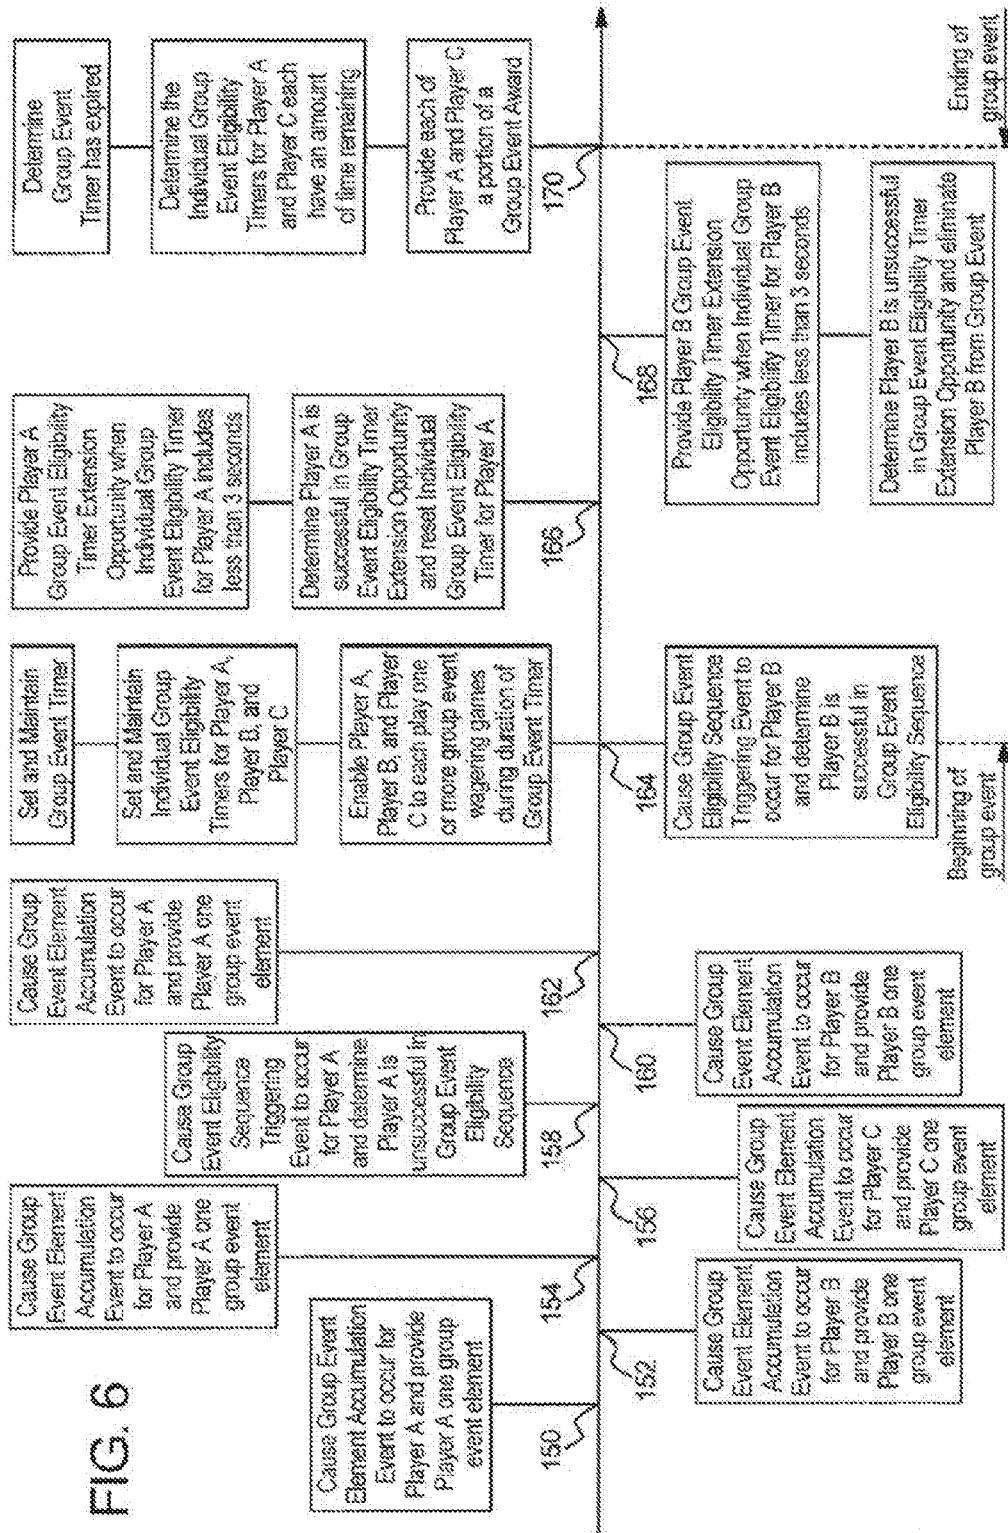 FIG. 6
Cause Group Event
Element Accumulation
Event to occur for
Player A and provide
Player A one group
event element
150
Cause Group
Event Element
Accumulation
Event to occur
for Player B
and provide
Player B one
group event
element
152
Cause Group
Event Element
Accumulation
Event to occur
for Player A
and provide
Player A one
group event
element
154
Cause Group
Event Element
Accumulation
Event to occur
for Player C
and provide
Player C one
group event
element
156
Cause Group
Event Eligibility
Sequence
Triggering
Event to occur
for Player A
and determine
Player A is
unsuccessful in
Group Event
Eligibility
Sequence
158
Cause Group
Event Element
Accumulation
Event to occur
for Player B
and provide
Player B one
group event
element
160
Cause Group
Event Element
Accumulation
Event to occur
for Player A
and provide
Player A one
group event
element
162
Set and Maintain
Group Event Timer
Set and Maintain
Individual Group
Event Eligibility
Timers for Player A,
Player B, and
Player C
Enable Player A,
Player B, and Player
C to each play one
or more group event
wagering games
during duration of
Group Event Timer
164
Cause Group Event
Eligibility Sequence
Triggering Event to
occur for Player B
and determine
Player B is
successful in
Group Event
Eligibility Sequence
Beginning of
group event
Provide Player A
Group Event Eligibility
Timer Extension
Opportunity when
Individual Group
Event Eligibility Timer
for Player A includes
less than 3 seconds
Determine Player A is
successful in Group
Event Eligibility Timer
Extension Opportunity
and reset Individual
Group Event Eligibility
Timer for Player A
166
168
Provide Player B Group Event
Eligibility Timer Extension
Opportunity when Individual Group
Event Eligibility Timer for Player B
includes less than 3 seconds
Determine Player B is unsuccessful
in Group Event Eligibility Timer
Extension Opportunity and eliminate
Player B from Group Event
Determine
Group Event
Timer has expired
Determine the
Individual Group
Event Eligibility
Timers for Player A
and Player C each
have an amount
of time remaining
Provide each of
Player A and Player C
a portion of a
Group Event Award
170
Ending of
group event